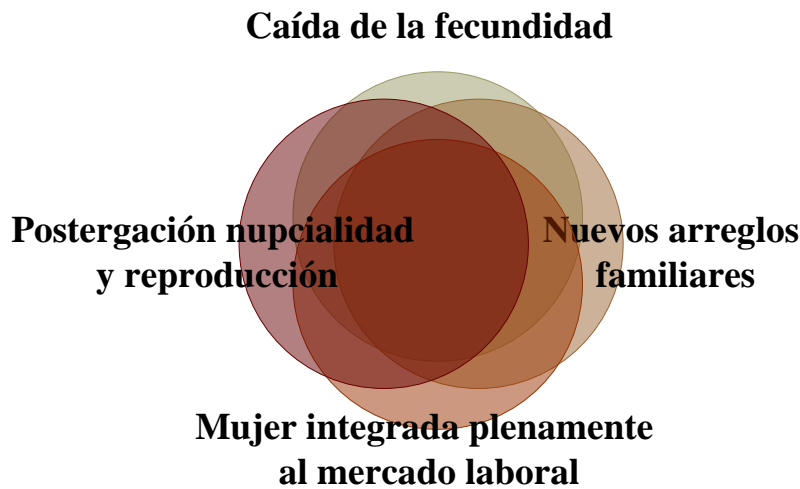 Caída de la fecundidad
Postergación nupcialidad
y reproducción
Nuevos arreglos
familiares
Mujer integrada plenamente
al mercado laboral